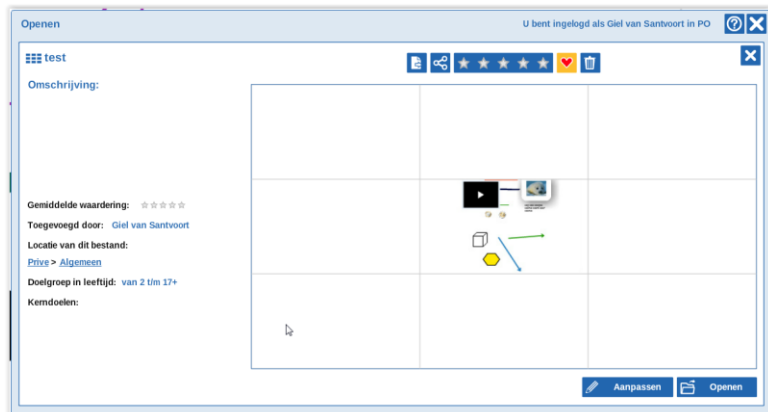 Openen
U bent ingelogd als Giel van Santvoort in PO
test
Omschrijving:
Gemiddelde waardering:
Toegevoegd door: Giel van Santvoort
Locatie van dit bestand:
Prive > Algemeen
Doelgroep in leeftijd: van 2 t/m 17+
Kerndoelen:
Aanpassen
Openen